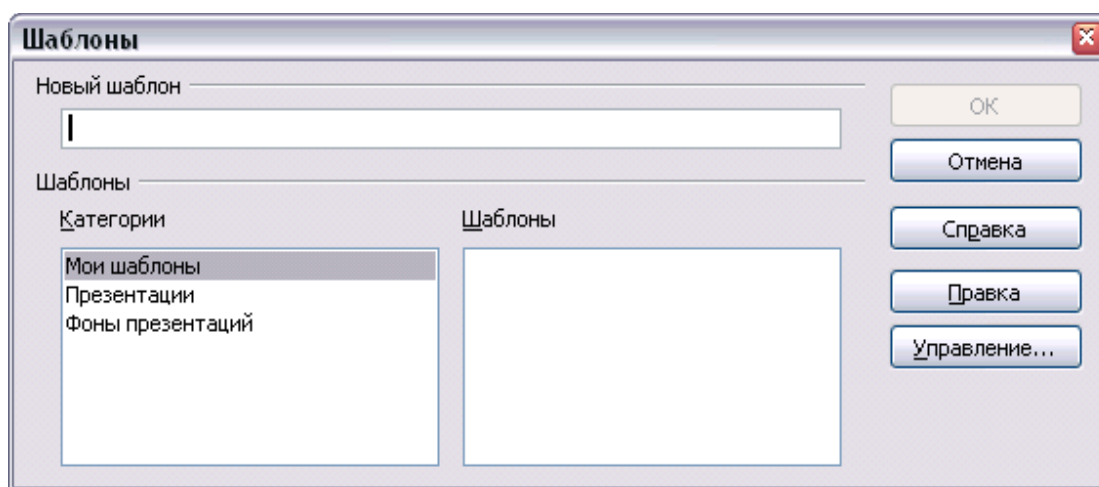 Шаблоны
Новый шаблон
OK
Отмена
Шаблоны
Категории
Шаблоны
Справка
Мои шаблоны
Презентации
Фоны презентаций
Правка
Управление...